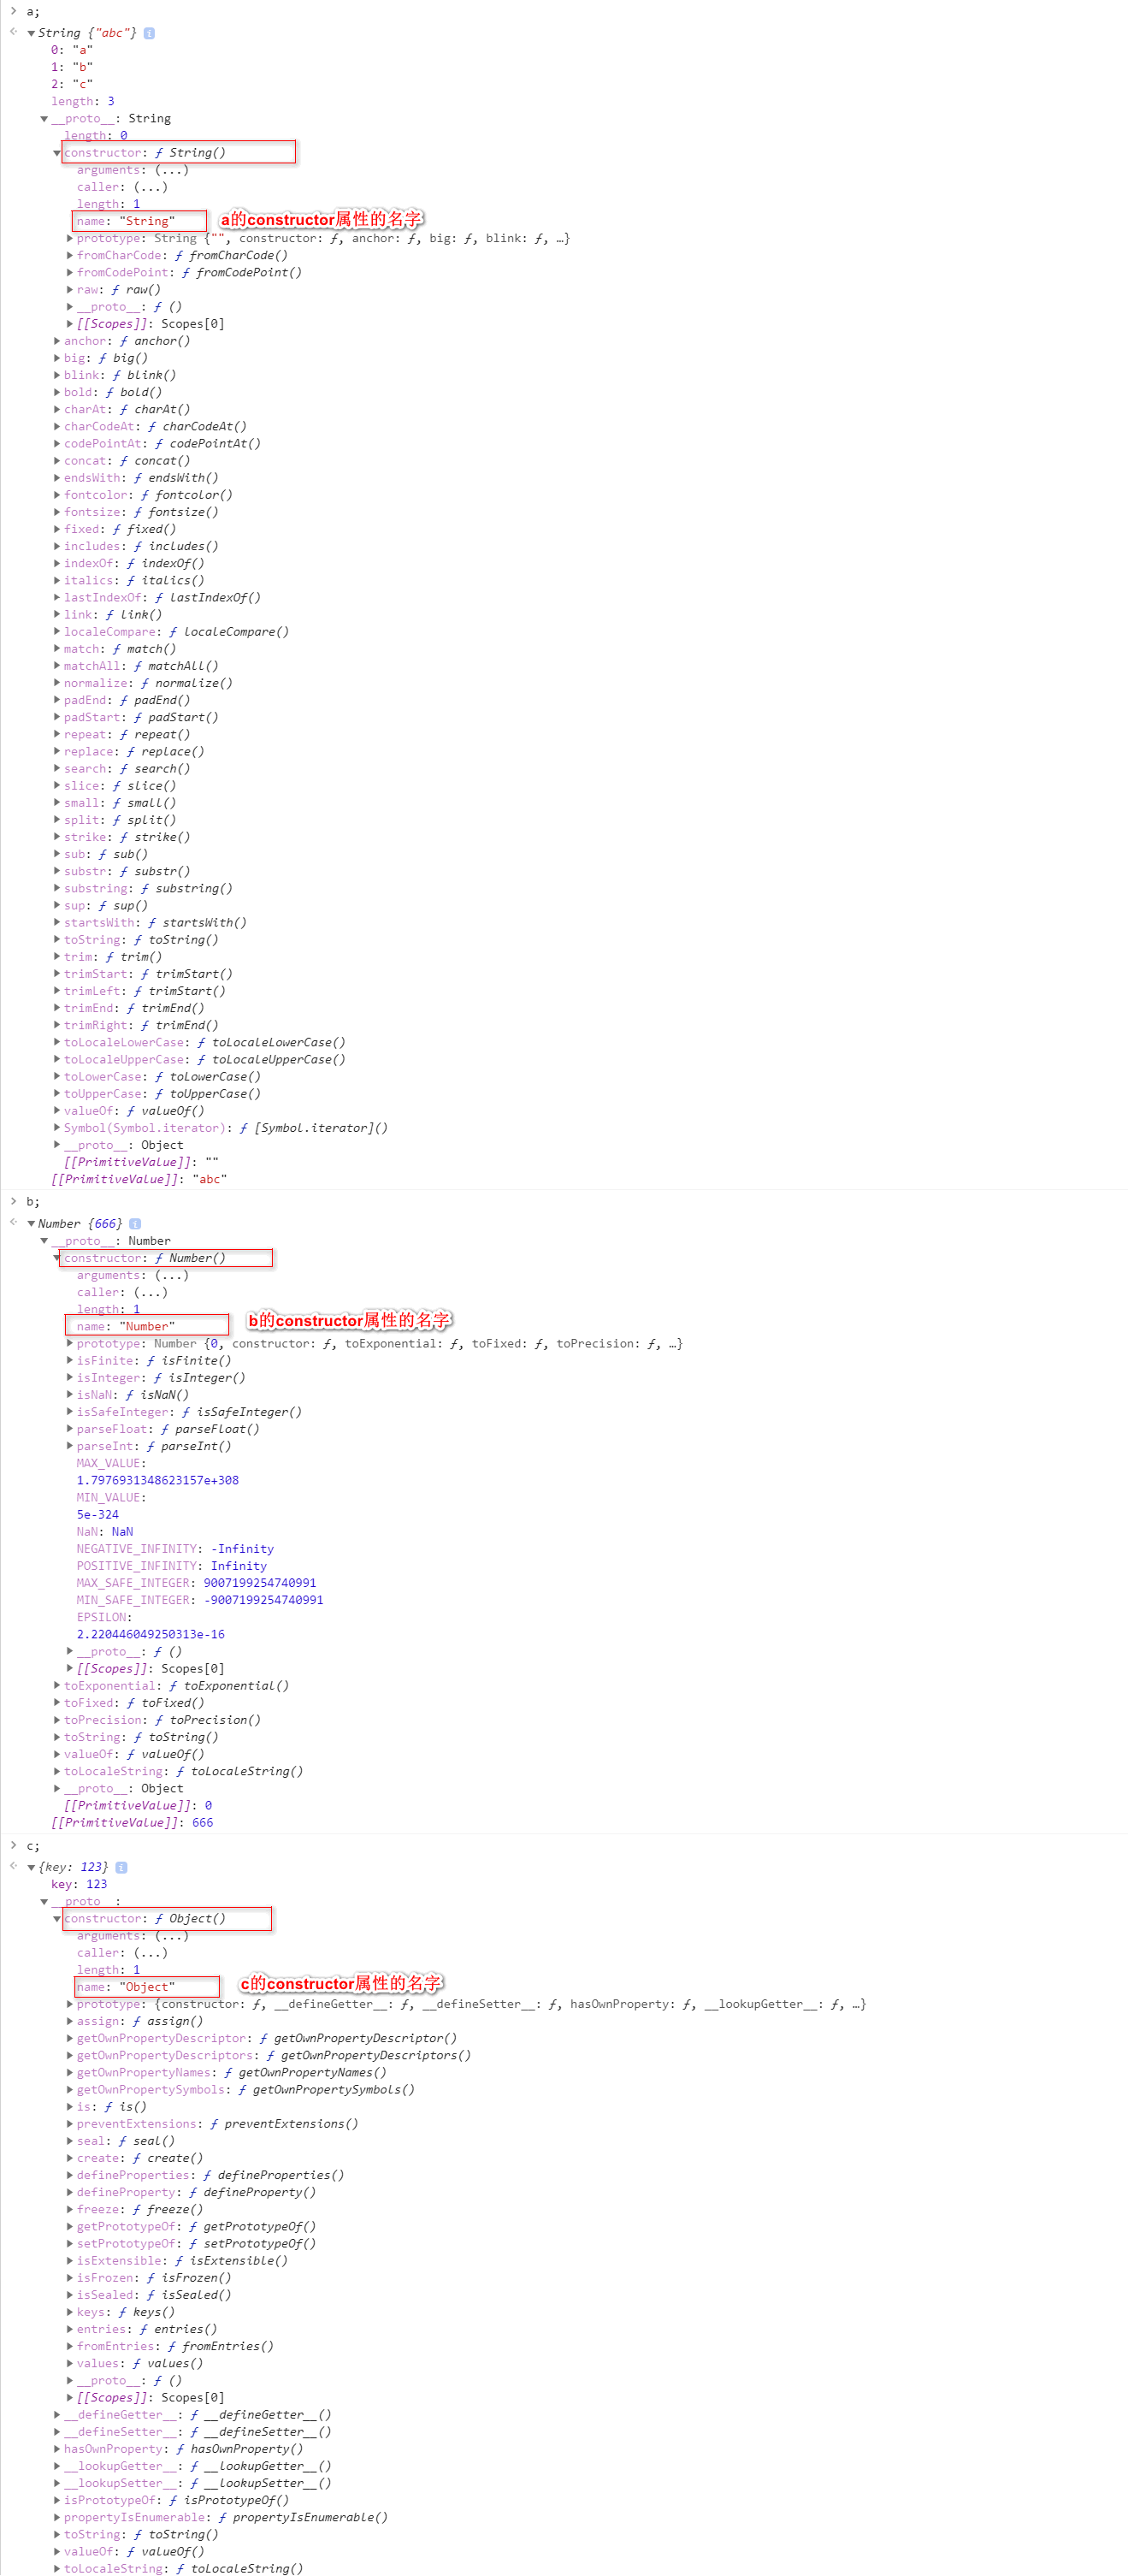 a;
String {"abc"} i
0: "a"
1: "b"
2: "c"
length: 3
__proto__: String
length: 0
constructor: ƒ String()
arguments: (...)
caller: (...)
length: 1
name: "String" a的constructor属性的名字
prototype: String {"", constructor: ƒ, anchor: ƒ, big: ƒ, blink: ƒ, …}
fromCharCode: ƒ fromCharCode()
fromCodePoint: ƒ fromCodePoint()
raw: ƒ raw()
__proto__: ƒ ()
[[Scopes]]: Scopes[0]
anchor: ƒ anchor()
big: ƒ big()
blink: ƒ blink()
bold: ƒ bold()
charAt: ƒ charAt()
charCodeAt: ƒ charCodeAt()
codePointAt: ƒ codePointAt()
concat: ƒ concat()
endsWith: ƒ endsWith()
fontcolor: ƒ fontcolor()
fontsize: ƒ fontsize()
fixed: ƒ fixed()
includes: ƒ includes()
indexOf: ƒ indexOf()
italics: ƒ italics()
lastIndexOf: ƒ lastIndexOf()
link: ƒ link()
localeCompare: ƒ localeCompare()
match: ƒ match()
matchAll: ƒ matchAll()
normalize: ƒ normalize()
padEnd: ƒ padEnd()
padStart: ƒ padStart()
repeat: ƒ repeat()
replace: ƒ replace()
search: ƒ search()
slice: ƒ slice()
small: ƒ small()
split: ƒ split()
strike: ƒ strike()
sub: ƒ sub()
substr: ƒ substr()
substring: ƒ substring()
sup: ƒ sup()
startsWith: ƒ startsWith()
toString: ƒ toString()
trim: ƒ trim()
trimStart: ƒ trimStart()
trimLeft: ƒ trimStart()
trimEnd: ƒ trimEnd()
trimRight: ƒ trimEnd()
toLocaleLowerCase: ƒ toLocaleLowerCase()
toLocaleUpperCase: ƒ toLocaleUpperCase()
toLowerCase: ƒ toLowerCase()
toUpperCase: ƒ toUpperCase()
valueOf: ƒ valueOf()
Symbol(Symbol.iterator): ƒ [Symbol.iterator]()
__proto__: Object
[[PrimitiveValue]]: ""
[[PrimitiveValue]]: "abc"
b;
Number {666} i
__proto__: Number
constructor: ƒ Number()
arguments: (...)
caller: (...)
length: 1
name: "Number" b的constructor属性的名字
prototype: Number {0, constructor: ƒ, toExponential: ƒ, toFixed: ƒ, toPrecision: ƒ, …}
isFinite: ƒ isFinite()
isInteger: ƒ isInteger()
isNaN: ƒ isNaN()
isSafeInteger: ƒ isSafeInteger()
parseFloat: ƒ parseFloat()
parseInt: ƒ parseInt()
MAX_VALUE:
1.7976931348623157e+308
MIN_VALUE:
5e-324
NaN: NaN
NEGATIVE_INFINITY: -Infinity
POSITIVE_INFINITY: Infinity
MAX_SAFE_INTEGER: 9007199254740991
MIN_SAFE_INTEGER: -9007199254740991
EPSILON:
2.220446049250313e-16
__proto__: ƒ ()
[[Scopes]]: Scopes[0]
toExponential: ƒ toExponential()
toFixed: ƒ toFixed()
toPrecision: ƒ toPrecision()
toString: ƒ toString()
valueOf: ƒ valueOf()
toLocaleString: ƒ toLocaleString()
__proto__: Object
[[PrimitiveValue]]: 0
[[PrimitiveValue]]: 666
c;
{key: 123} i
key: 123
__proto__:
constructor: ƒ Object()
arguments: (...)
caller: (...)
length: 1
name: "Object" c的constructor属性的名字
prototype: {constructor: ƒ, __defineGetter__: ƒ, __defineSetter__: ƒ, hasOwnProperty: ƒ, __lookupGetter__: ƒ, …}
assign: ƒ assign()
getOwnPropertyDescriptor: ƒ getOwnPropertyDescriptor()
getOwnPropertyDescriptors: ƒ getOwnPropertyDescriptors()
getOwnPropertyNames: ƒ getOwnPropertyNames()
getOwnPropertySymbols: ƒ getOwnPropertySymbols()
is: ƒ is()
preventExtensions: ƒ preventExtensions()
seal: ƒ seal()
create: ƒ create()
defineProperties: ƒ defineProperties()
defineProperty: ƒ defineProperty()
freeze: ƒ freeze()
getPrototypeOf: ƒ getPrototypeOf()
setPrototypeOf: ƒ setPrototypeOf()
isExtensible: ƒ isExtensible()
isFrozen: ƒ isFrozen()
isSealed: ƒ isSealed()
keys: ƒ keys()
entries: ƒ entries()
fromEntries: ƒ fromEntries()
values: ƒ values()
__proto__: ƒ ()
[[Scopes]]: Scopes[0]
__defineGetter__: ƒ __defineGetter__()
__defineSetter__: ƒ __defineSetter__()
hasOwnProperty: ƒ hasOwnProperty()
__lookupGetter__: ƒ __lookupGetter__()
__lookupSetter__: ƒ __lookupSetter__()
isPrototypeOf: ƒ isPrototypeOf()
propertyIsEnumerable: ƒ propertyIsEnumerable()
toString: ƒ toString()
valueOf: ƒ valueOf()
toLocaleString: ƒ toLocaleString()